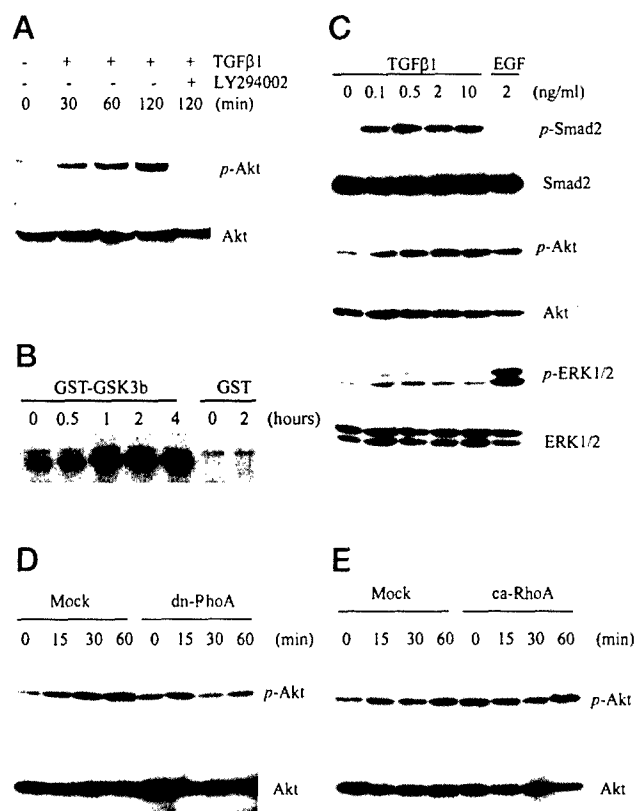 A
- + + + + TGFβ1
- - - - + LY294002
0 30 60 120 120 (min)
p-Akt
Akt
B
GST-GSK3b GST
0 0.5 1 2 4 0 2 (hours)
C
TGFβ1 EGF
0 0.1 0.5 2 10 2 (ng/ml)
p-Smad2
Smad2
p-Akt
Akt
p-ERK1/2
ERK1/2
D
Mock dn-PhoA
0 15 30 60 0 15 30 60 (min)
p-Akt
Akt
E
Mock ca-RhoA
0 15 30 60 0 15 30 60 (min)
p-Akt
Akt